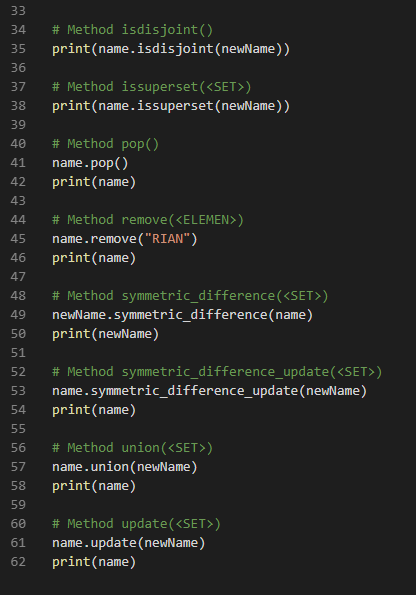 33
34 # Method isdisjoint()
35 print(name.isdisjoint(newName))
36
37 # Method issuperset(<SET>)
38 print(name.issuperset(newName))
39
40 # Method pop()
41 name.pop()
42 print(name)
43
44 # Method remove(<ELEMEN>)
45 name.remove("RIAN")
46 print(name)
47
48 # Method symmetric_difference(<SET>)
49 newName.symmetric_difference(name)
50 print(newName)
51
52 # Method symmetric_difference_update(<SET>)
53 name.symmetric_difference_update(newName)
54 print(name)
55
56 # Method union(<SET>)
57 name.union(newName)
58 print(name)
59
60 # Method update(<SET>)
61 name.update(newName)
62 print(name)